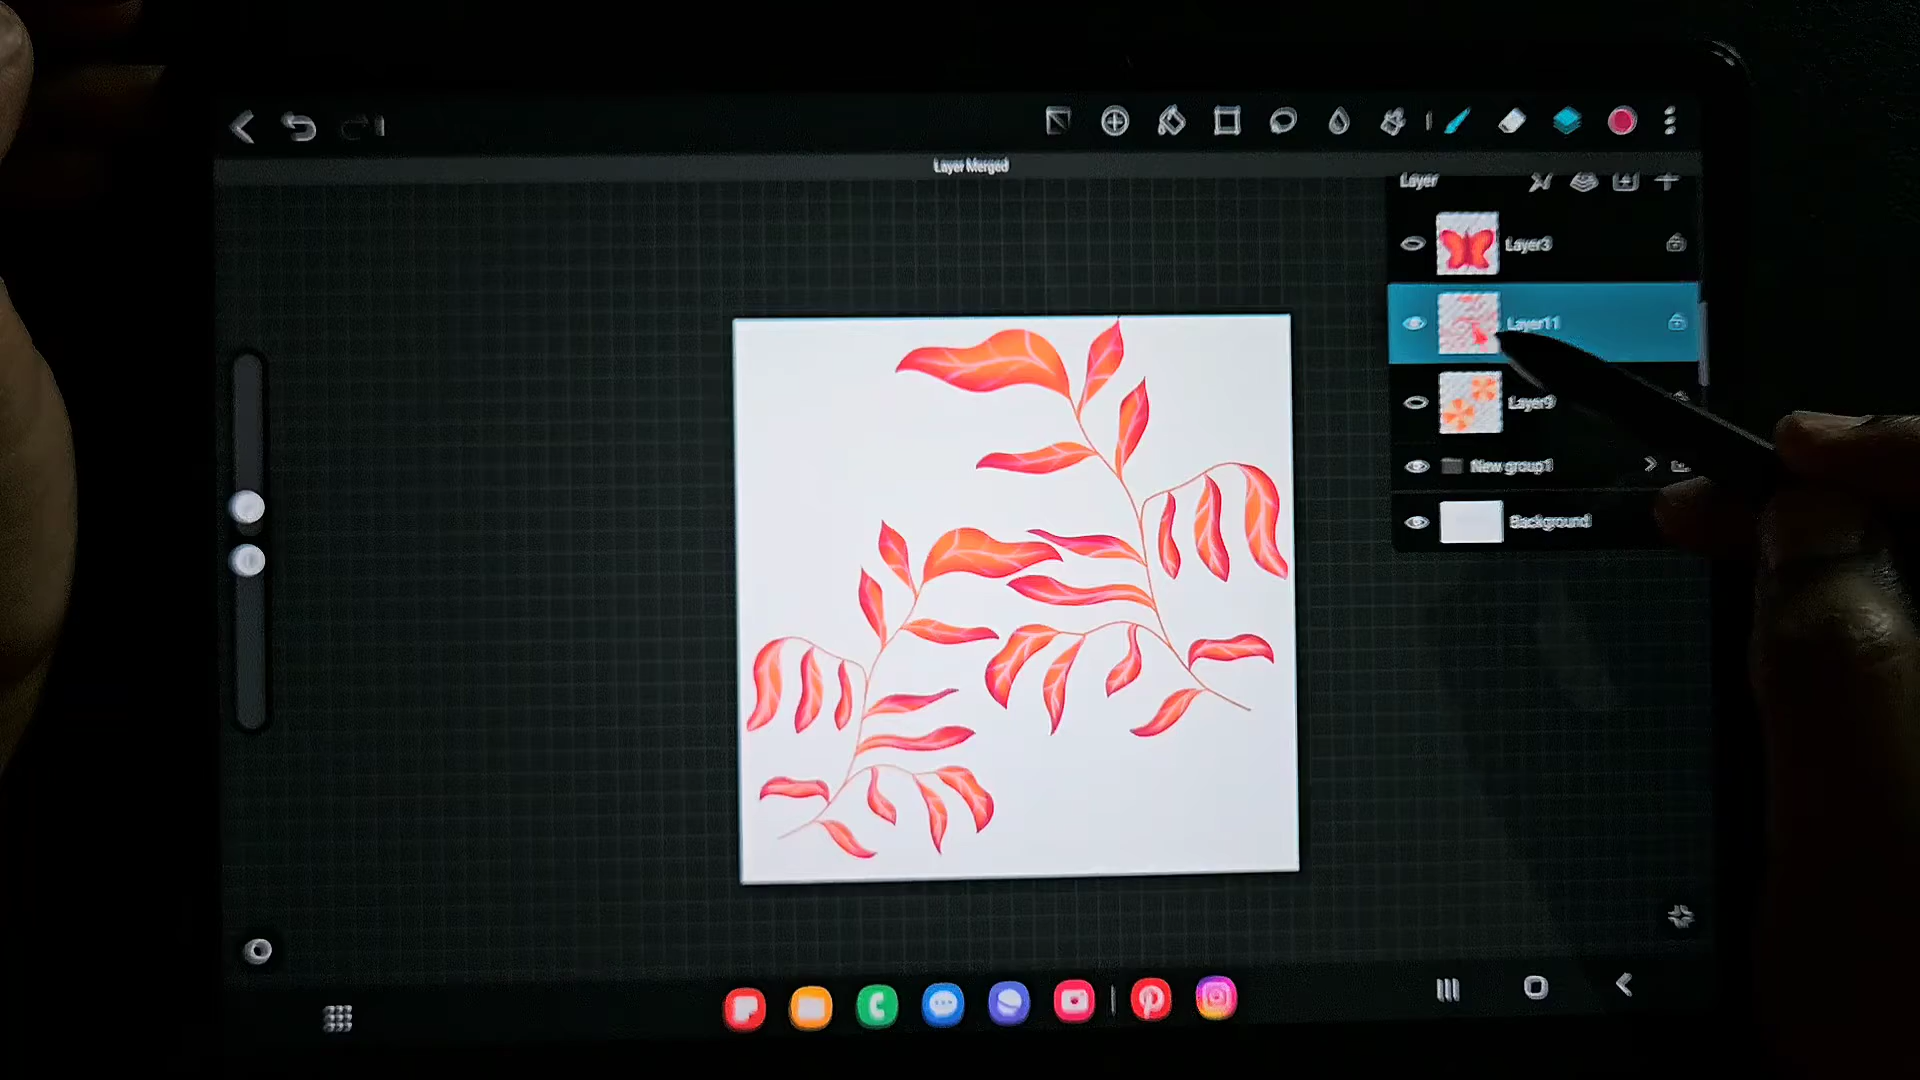 Layer Merged
Layer
Layer3
Layer11
Layer9
New group1
Background